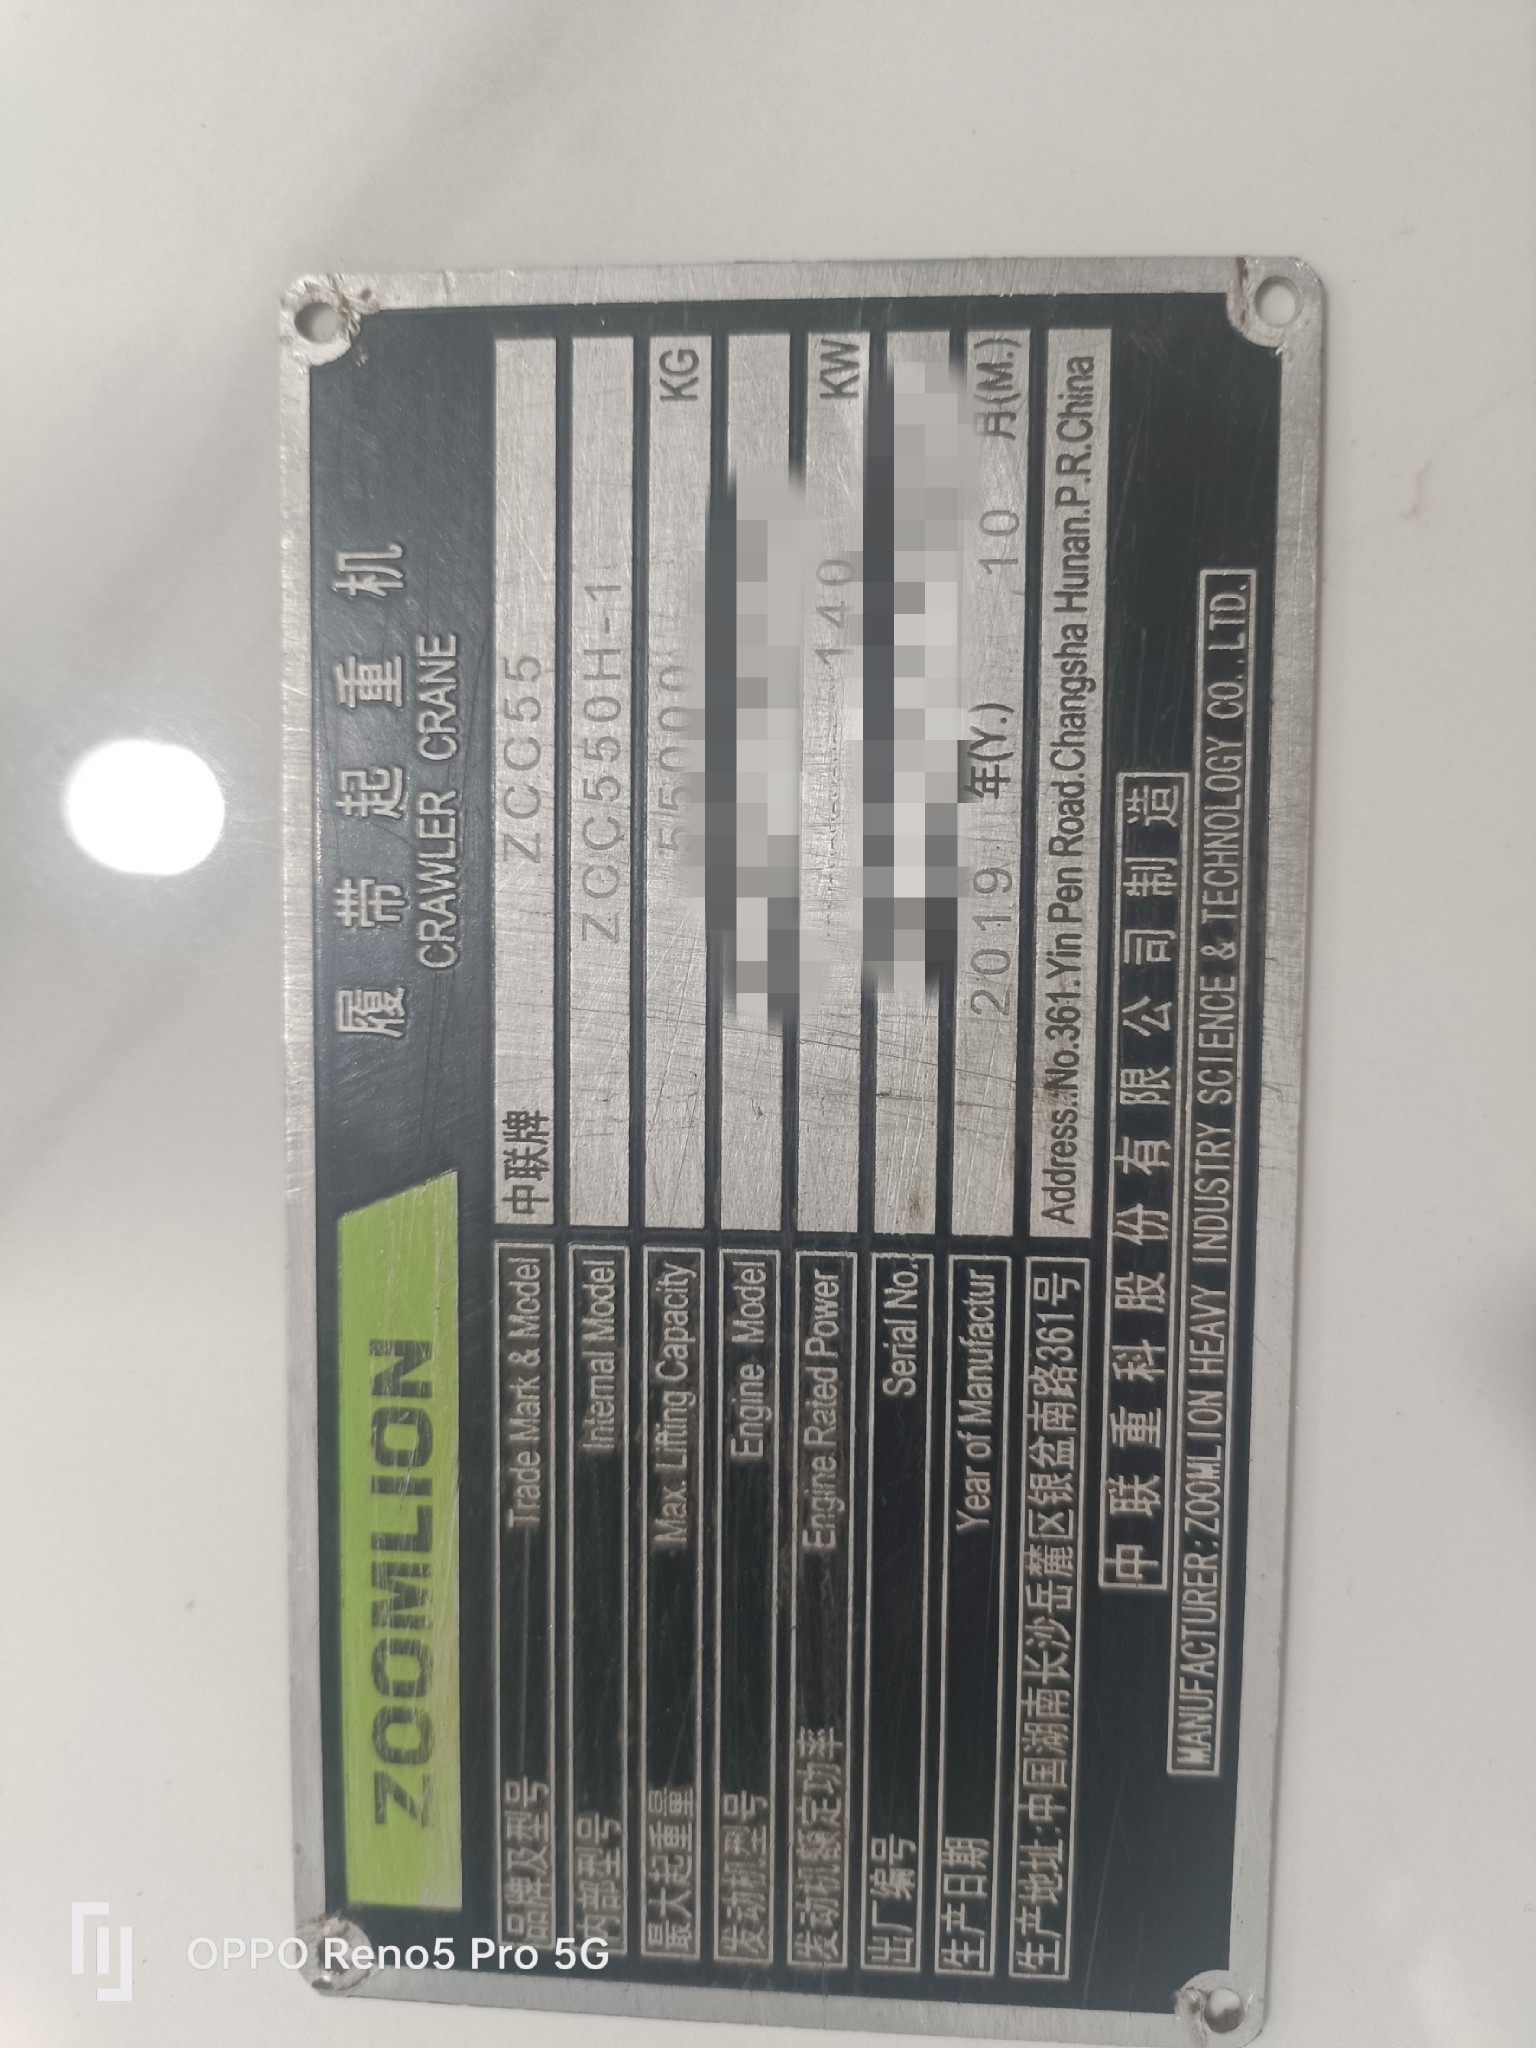 ZOOMLION
履带起重机
CRAWLER CRANE
品牌及型号 Trade Mark & Model 中联牌 ZCC55
内部型号 Internal Model ZCC550H-1
最大起重量 Max. Lifting Capacity 55000 KG
发动机型号 Engine Model
发动机额定功率 Engine Rated Power 140 KW
出厂编号 Serial No.
生产日期 Year of Manufactur 2019 年(Y.) 10 月(M.)
生产地址:中国湖南长沙岳麓区银盆南路361号 Address:No.361.Yin Pen Road.Changsha Hunan.P.R.China
中联重科股份有限公司制造
MANUFACTURER:ZOOMLION HEAVY INDUSTRY SCIENCE & TECHNOLOGY CO.,LTD.
OPPO Reno5 Pro 5G